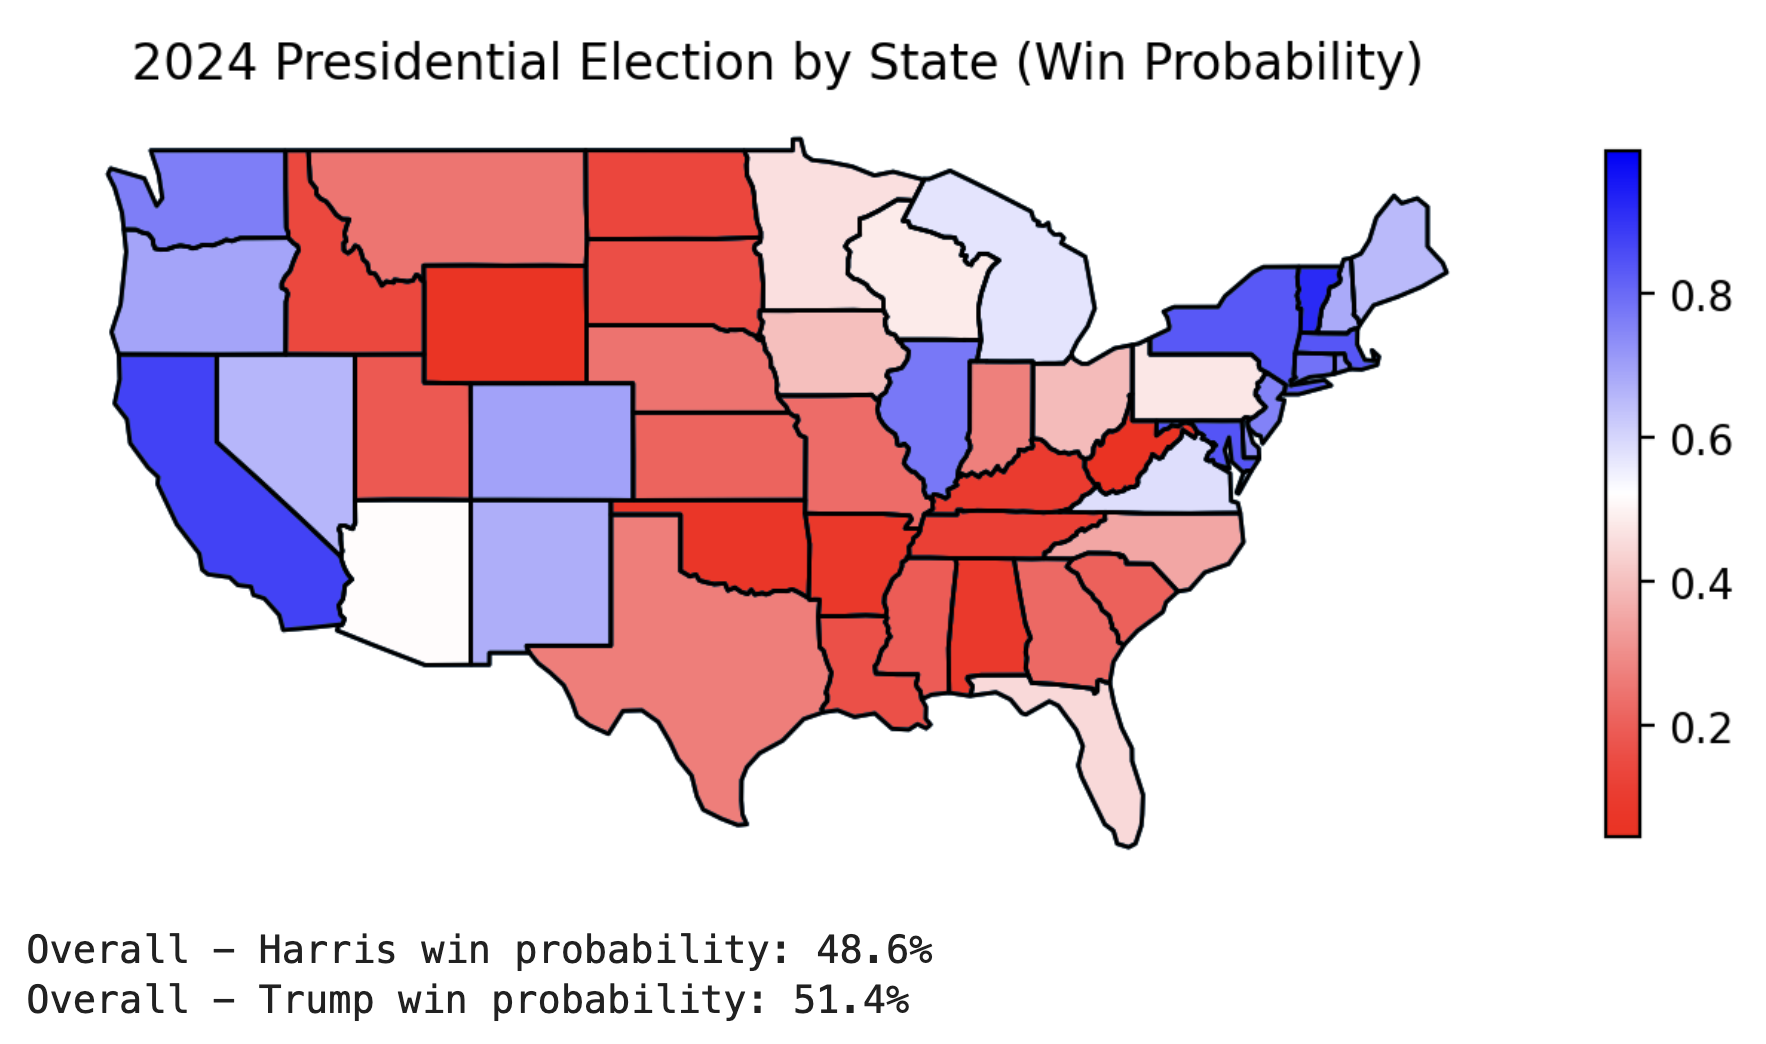 2024 Presidential Election by State (Win Probability)
0.8
0.6
0.4
0.2
Overall – Harris win probability: 48.6%
Overall – Trump win probability: 51.4%